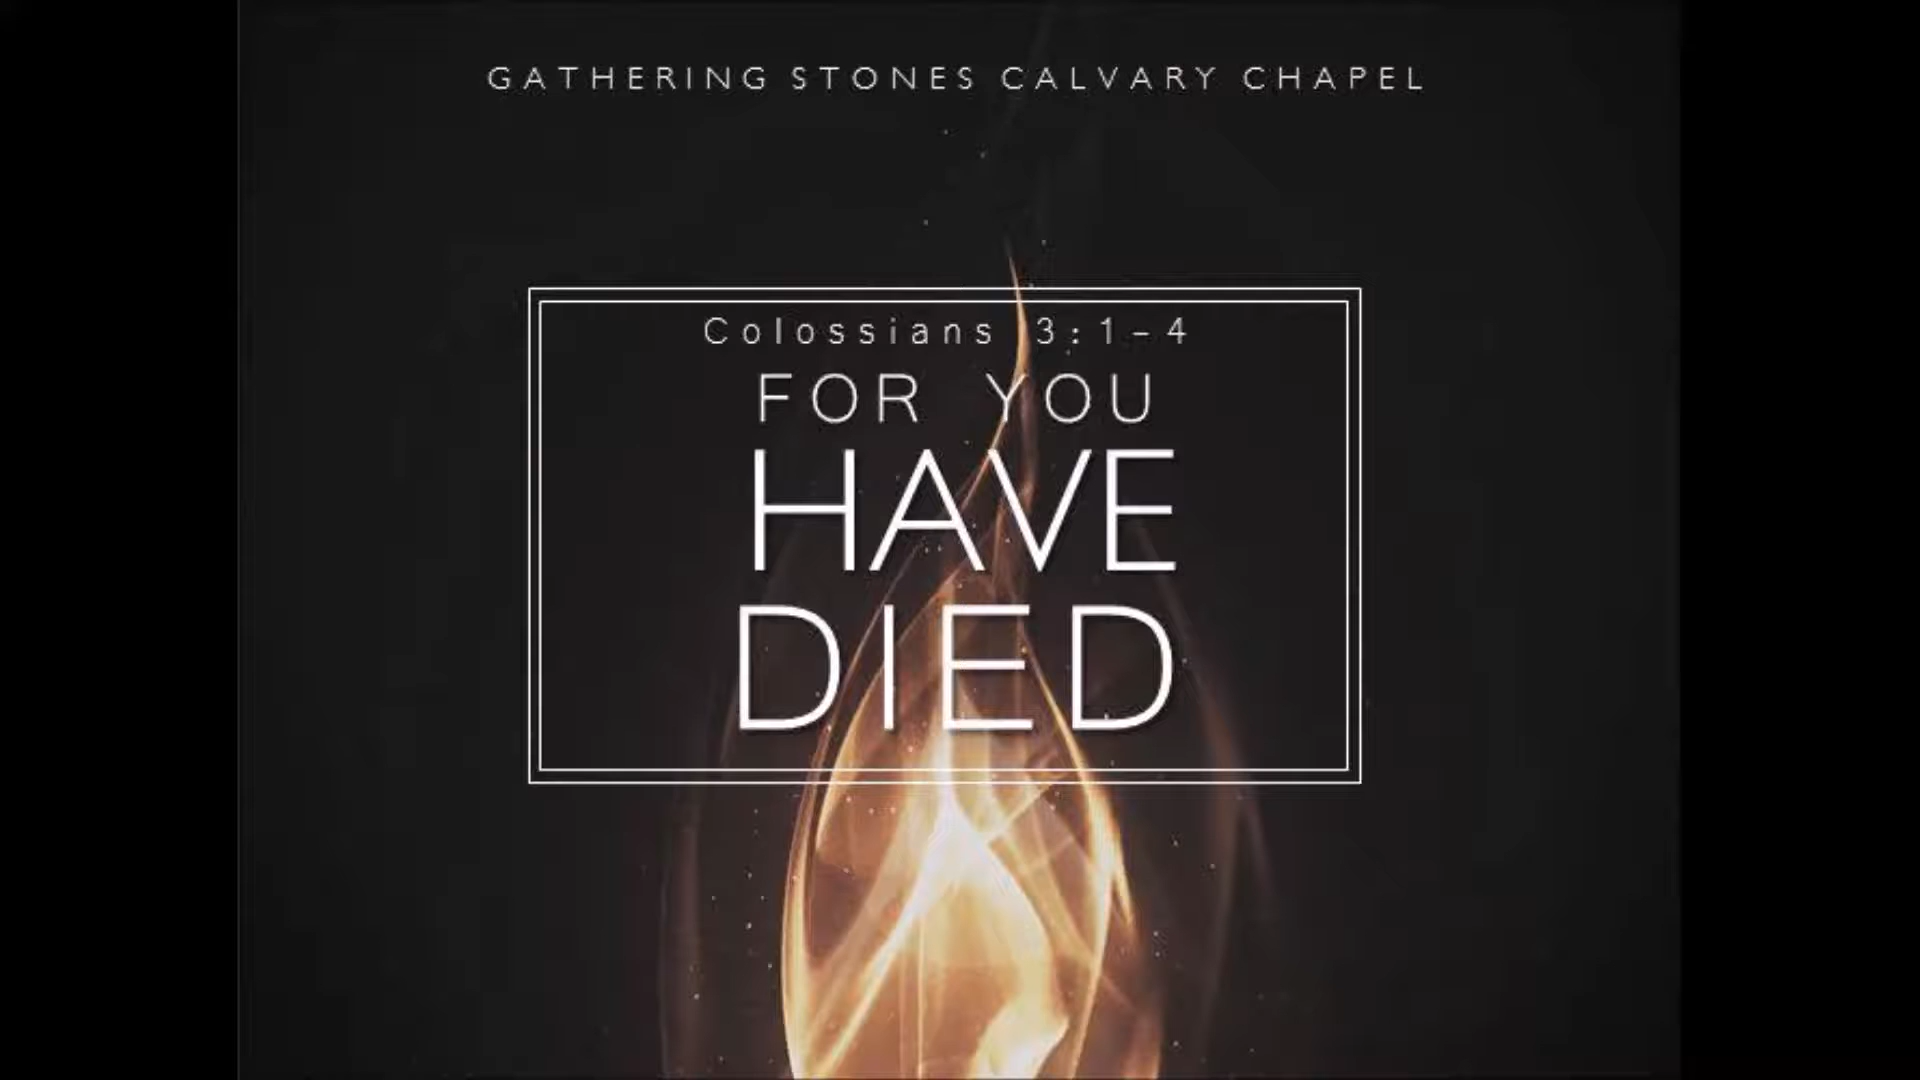 GATHERING STONES CALVARY CHAPEL
Colossians 3:1-4
FOR YOU
HAVE
DIED